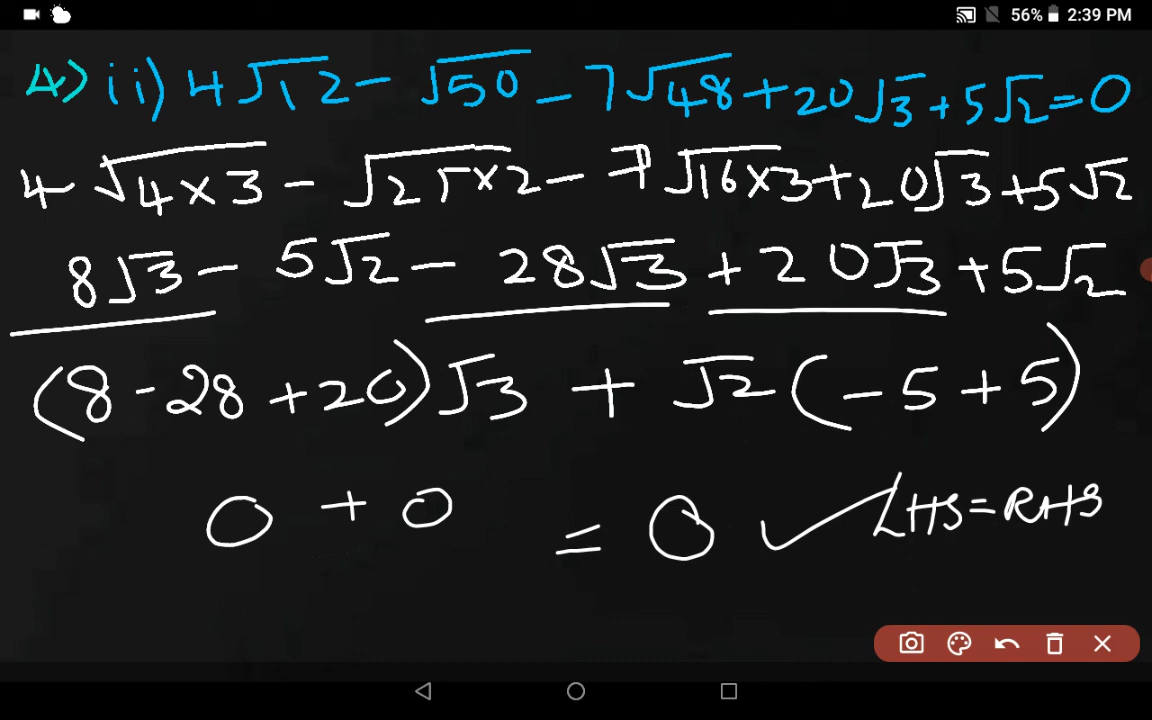 56% 2:39 PM
4) ii) 4√12 - √50 - 7√48 + 20√3 + 5√2 = 0
4√4×3 - √25×2 - 7√16×3 + 20√3 + 5√2
8√3 - 5√2 - 28√3 + 20√3 + 5√2
(8 - 28 + 20)√3 + √2(-5 + 5)
0 + 0 = 0 ✓ LHS = RHS